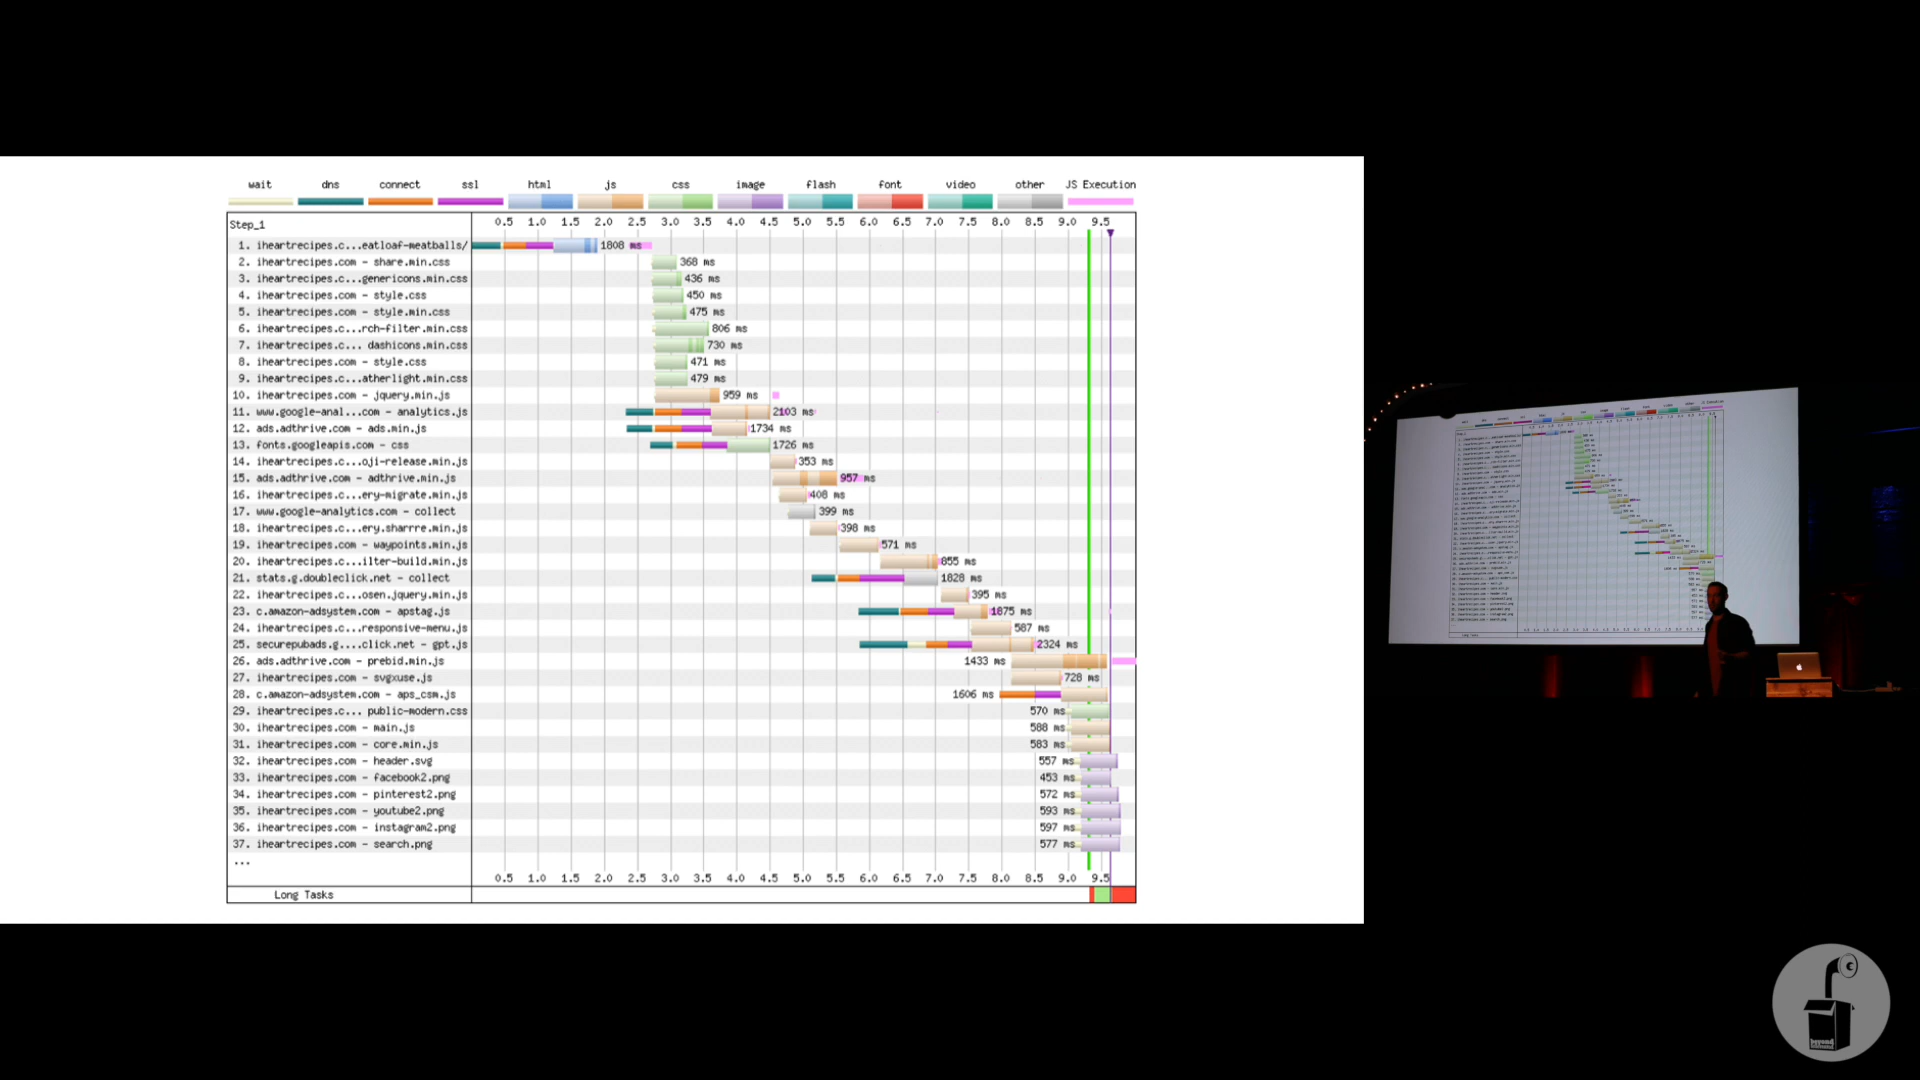 wait dns connect ssl html js css image flash font video other JS Execution
Step_1 0.5 1.0 1.5 2.0 2.5 3.0 3.5 4.0 4.5 5.0 5.5 6.0 6.5 7.0 7.5 8.0 8.5 9.0 9.5
1. iheartrecipes.c...eatloaf-meatballs/ 1808 ms
2. iheartrecipes.com - share.min.css 368 ms
3. iheartrecipes.c...genericons.min.css 436 ms
4. iheartrecipes.com - style.css 450 ms
5. iheartrecipes.com - style.min.css 475 ms
6. iheartrecipes.c...rch-filter.min.css 806 ms
7. iheartrecipes.c... dashicons.min.css 730 ms
8. iheartrecipes.com - style.css 471 ms
9. iheartrecipes.c...atherlight.min.css 479 ms
10. iheartrecipes.com - jquery.min.js 959 ms
11. www.google-anal...com - analytics.js 2103 ms
12. ads.adthrive.com - ads.min.js 1734 ms
13. fonts.googleapis.com - css 1726 ms
14. iheartrecipes.c...oji-release.min.js 353 ms
15. ads.adthrive.com - adthrive.min.js 957 ms
16. iheartrecipes.c...ery-migrate.min.js 408 ms
17. www.google-analytics.com - collect 399 ms
18. iheartrecipes.c...ery.sharrre.min.js 398 ms
19. iheartrecipes.com - waypoints.min.js 571 ms
20. iheartrecipes.c...ilter-build.min.js 855 ms
21. stats.g.doubleclick.net - collect 1828 ms
22. iheartrecipes.c...osen.jquery.min.js 395 ms
23. c.amazon-adsystem.com - apstag.js 1875 ms
24. iheartrecipes.c...responsive-menu.js 587 ms
25. securepubads.g....click.net - gpt.js 2324 ms
26. ads.adthrive.com - prebid.min.js 1433 ms
27. iheartrecipes.com - svgxuse.js 728 ms
28. c.amazon-adsystem.com - aps_csm.js 1606 ms
29. iheartrecipes.c... public-modern.css 570 ms
30. iheartrecipes.com - main.js 588 ms
31. iheartrecipes.com - core.min.js 583 ms
32. iheartrecipes.com - header.svg 557 ms
33. iheartrecipes.com - facebook2.png 453 ms
34. iheartrecipes.com - pinterest2.png 572 ms
35. iheartrecipes.com - youtube2.png 593 ms
36. iheartrecipes.com - instagram2.png 597 ms
37. iheartrecipes.com - search.png 577 ms
...
0.5 1.0 1.5 2.0 2.5 3.0 3.5 4.0 4.5 5.0 5.5 6.0 6.5 7.0 7.5 8.0 8.5 9.0 9.5
Long Tasks
beyond